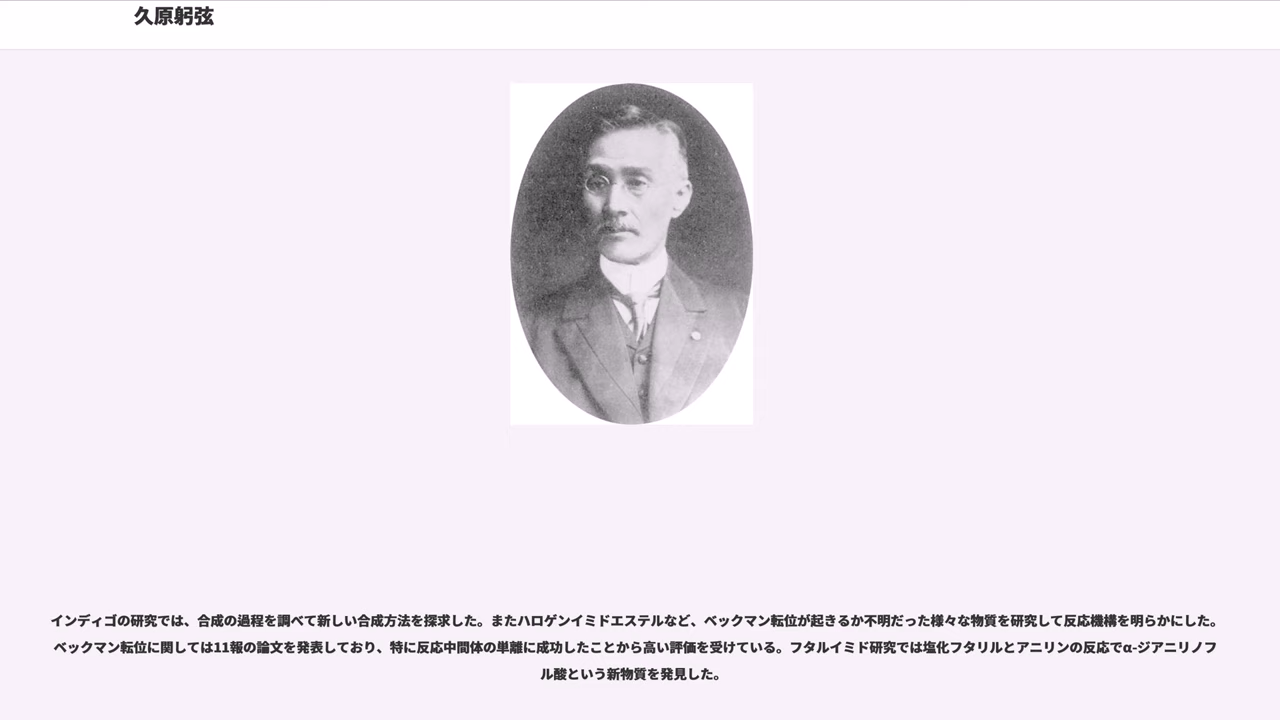 久原躬弦
インディゴの研究では、合成の過程を調べて新しい合成方法を探求した。またハロゲンイミドエステルなど、ベックマン転位が起きるか不明だった様々な物質を研究して反応機構を明らかにした。
ベックマン転位に関しては11報の論文を発表しており、特に反応中間体の単離に成功したことから高い評価を受けている。フタルイミド研究では塩化フタリルとアニリンの反応でα-ジアニリノフ
ル酸という新物質を発見した。